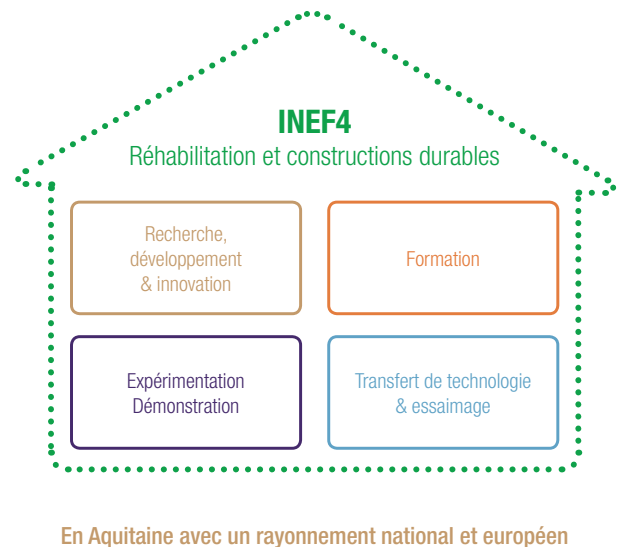 INEF4
Réhabilitation et constructions durables
Recherche,
développement
& innovation
Formation
Expérimentation
Démonstration
Transfert de technologie
& essaimage
En Aquitaine avec un rayonnement national et européen